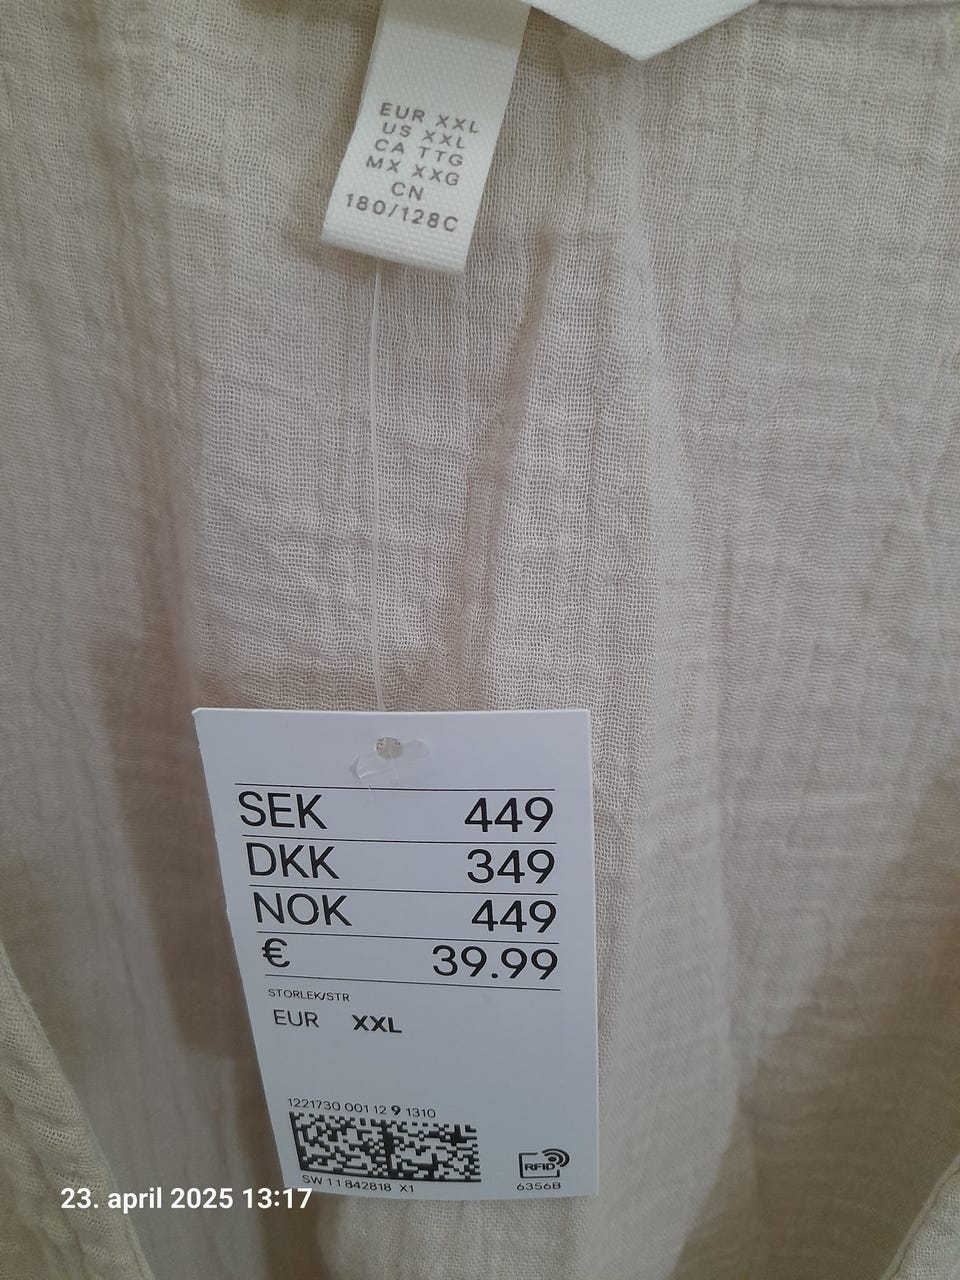 EUR XXL
US XXL
CA TTG
MX XXG
CN
180/128C
SEK 449
DKK 349
NOK 449
€ 39.99
STORLEK/STR
EUR XXL
1221730 001 12 9 1310
SW 1 1 842818 X1
RFID
6356B
23. april 2025 13:17